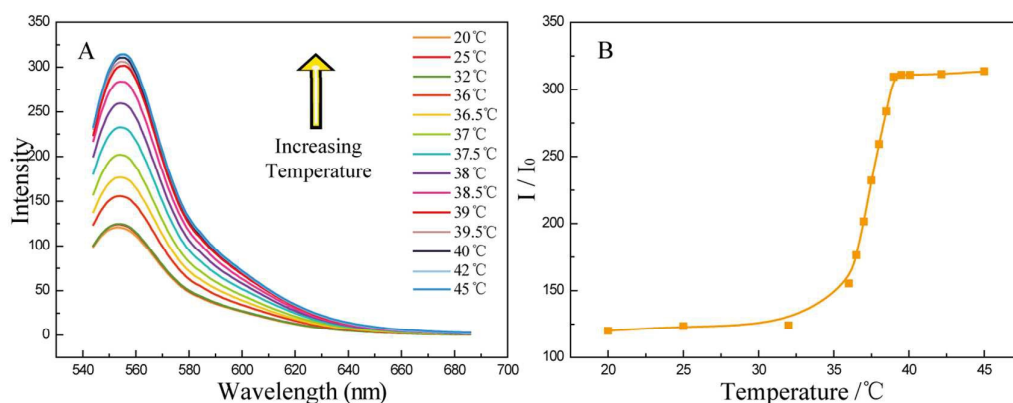 A
350
300
250
200
150
100
50
0
Intensity
540 560 580 600 620 640 660 680 700
Wavelength (nm)
Increasing
Temperature
20℃
25℃
32℃
36℃
36.5℃
37℃
37.5℃
38℃
38.5℃
39℃
39.5℃
40℃
42℃
45℃
B
350
300
250
200
150
100
I / I0
20 25 30 35 40 45
Temperature /℃